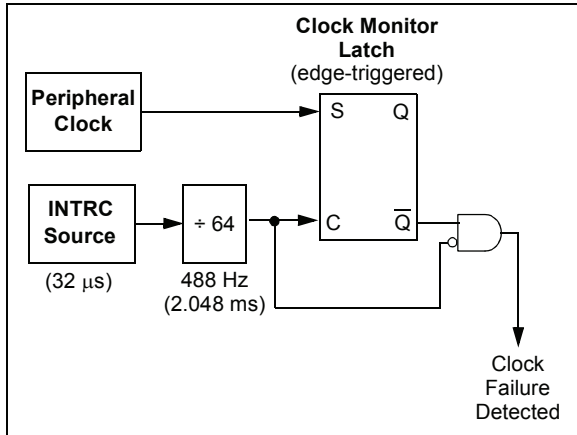 Clock Monitor
Latch
(edge-triggered)
Peripheral
Clock
S Q
INTRC
Source
÷ 64
C Q̅
(32 μs)
488 Hz
(2.048 ms)
Clock
Failure
Detected